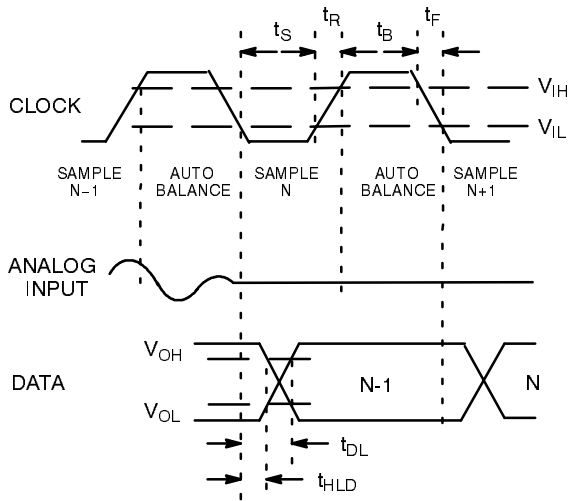 tS tR tB tF
CLOCK
VIH
VIL
SAMPLE
N−1
AUTO
BALANCE
SAMPLE
N
AUTO
BALANCE
SAMPLE
N+1
ANALOG
INPUT
VOH
DATA
N-1
N
VOL
tDL
tHLD